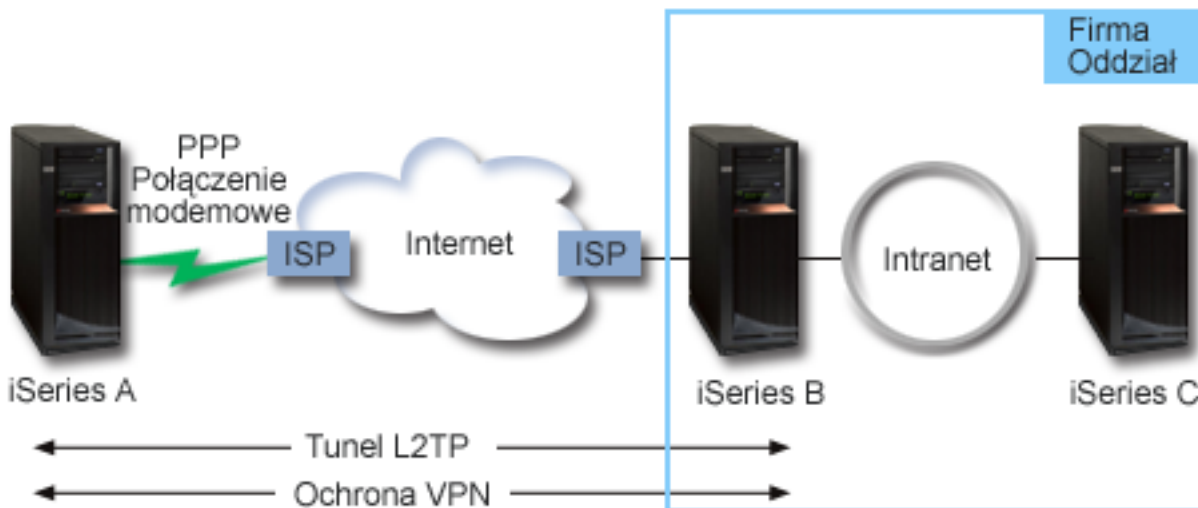 Firma
Oddział
PPP
Połączenie
modemowe
ISP
Internet
ISP
Intranet
iSeries A
iSeries B
iSeries C
Tunel L2TP
Ochrona VPN